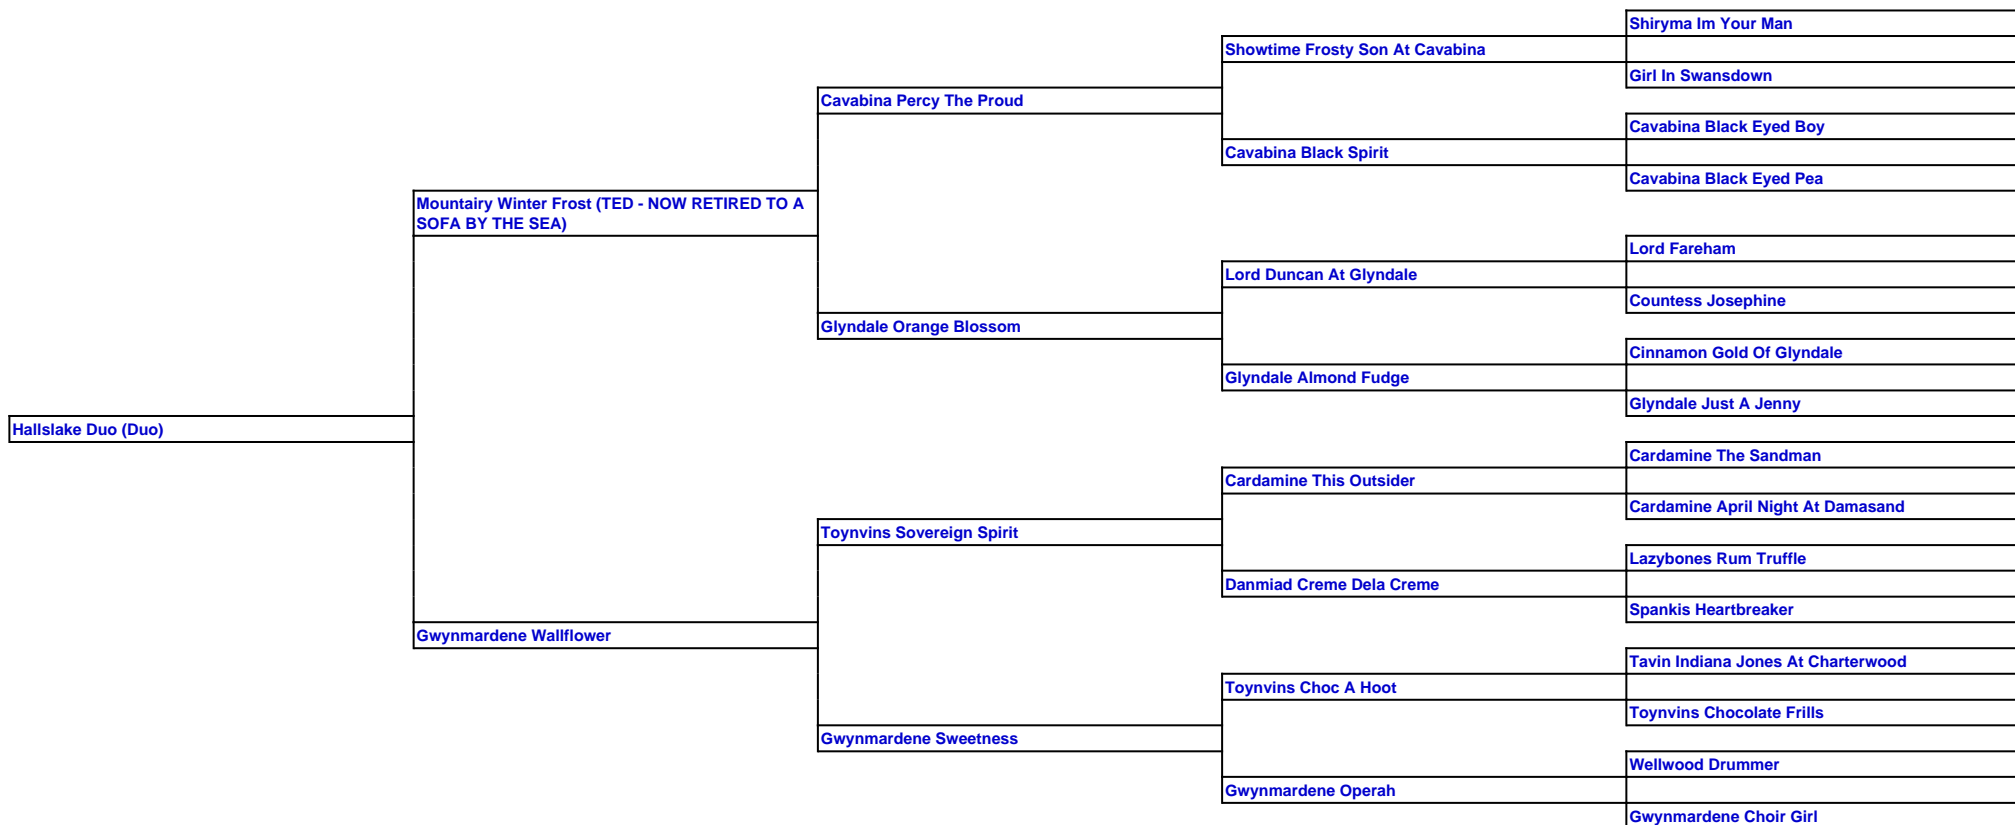 Shiryma Im Your Man
Showtime Frosty Son At Cavabina
Girl In Swansdown
Cavabina Percy The Proud
Cavabina Black Eyed Boy
Cavabina Black Spirit
Cavabina Black Eyed Pea
Mountairy Winter Frost (TED - NOW RETIRED TO A
SOFA BY THE SEA)
Lord Fareham
Lord Duncan At Glyndale
Countess Josephine
Glyndale Orange Blossom
Cinnamon Gold Of Glyndale
Glyndale Almond Fudge
Glyndale Just A Jenny
Hallslake Duo (Duo)
Cardamine The Sandman
Cardamine This Outsider
Cardamine April Night At Damasand
Toynvins Sovereign Spirit
Lazybones Rum Truffle
Danmiad Creme Dela Creme
Spankis Heartbreaker
Gwynmardene Wallflower
Tavin Indiana Jones At Charterwood
Toynvins Choc A Hoot
Toynvins Chocolate Frills
Gwynmardene Sweetness
Wellwood Drummer
Gwynmardene Operah
Gwynmardene Choir Girl